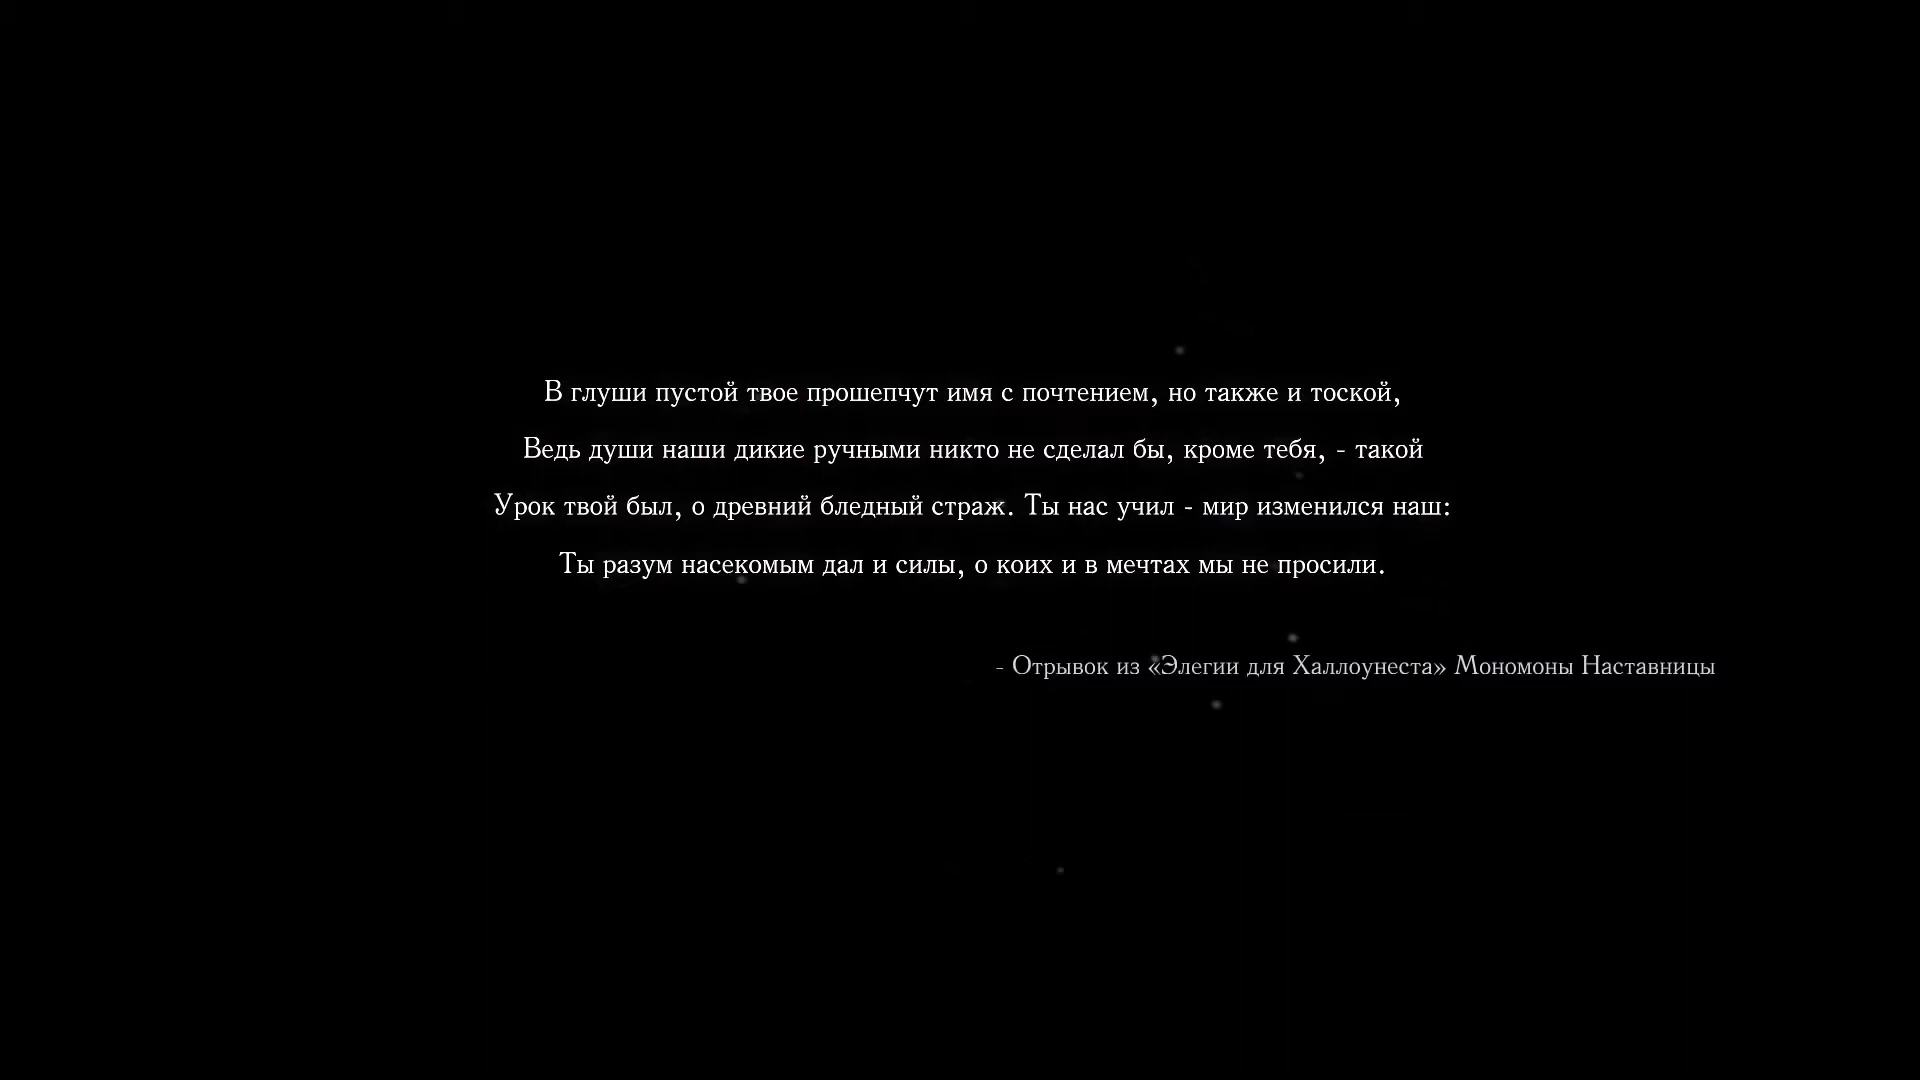 В глуши пустой твое прошепчут имя с почтением, но также и тоской,
Ведь души наши дикие ручными никто не сделал бы, кроме тебя, - такой
Урок твой был, о древний бледный страж. Ты нас учил - мир изменился наш:
Ты разум насекомым дал и силы, о коих и в мечтах мы не просили.
- Отрывок из «Элегии для Халлоунеста» Мономоны Наставницы